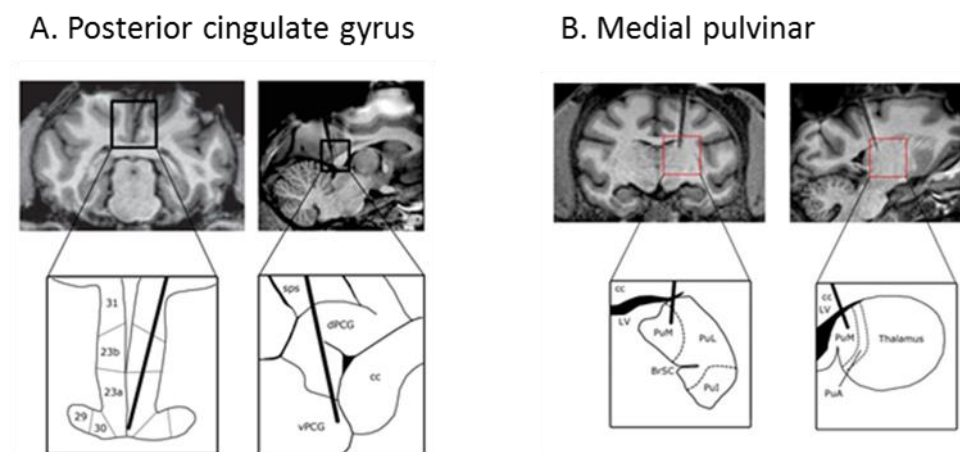 A. Posterior cingulate gyrus
B. Medial pulvinar
31
23b
23a
29
30
sps
dPCG
cc
vPCG
cc
LV
PuM
PuL
BrSC
PuI
cc
LV
PuM
Thalamus
PuA